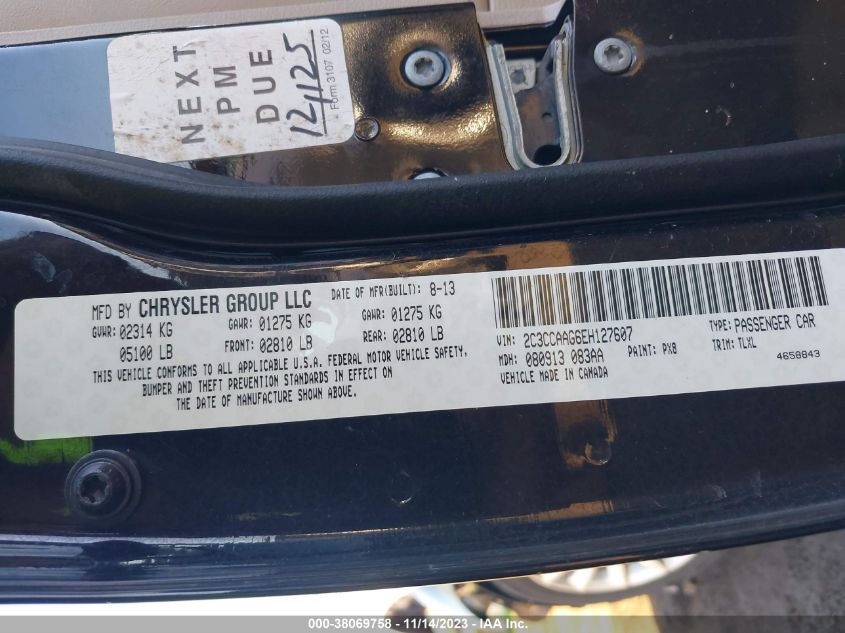 NEXT
PM
DUE
12,1125
Form 3107 02/12
MFD BY CHRYSLER GROUP LLC
DATE OF MFR(BUILT): 8-13
GVWR: 02314 KG
GAWR: 01275 KG
GAWR: 01275 KG
05100 LB
FRONT: 02810 LB
REAR: 02810 LB
THIS VEHICLE CONFORMS TO ALL APPLICABLE U.S.A. FEDERAL MOTOR VEHICLE SAFETY,
BUMPER AND THEFT PREVENTION STANDARDS IN EFFECT ON
THE DATE OF MANUFACTURE SHOWN ABOVE.
VIN: 2C3CCAAG6EH127607
TYPE: PASSENGER CAR
MDH: 080913 083AA
PAINT: PX8
TRIM: TLXL
VEHICLE MADE IN CANADA
4658843
000-38069758 - 11/14/2023 - IAA Inc.